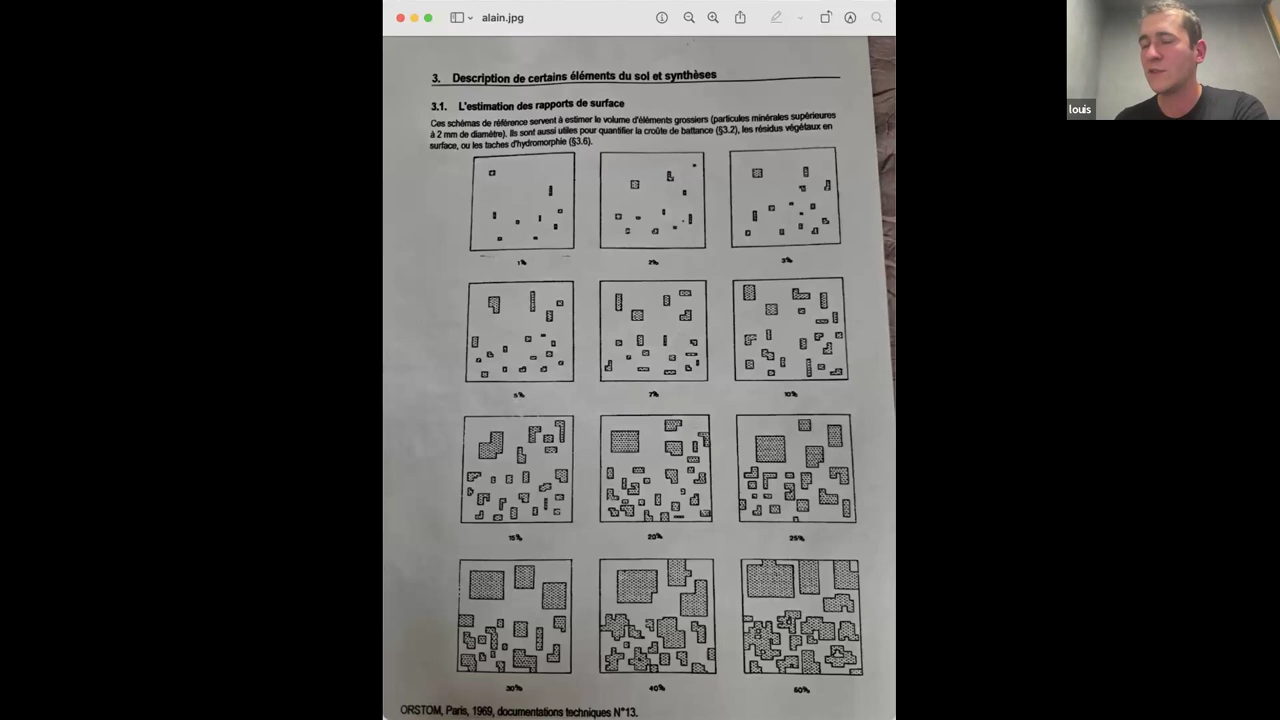 alain.jpg
louis
3. Description de certains éléments du sol et synthèses
3.1. L'estimation des rapports de surface
Ces schémas de référence servent à estimer le volume d'éléments grossiers (particules minérales supérieures
à 2 mm de diamètre). Ils sont aussi utiles pour quantifier la croûte de battance (§3.2), les résidus végétaux en
surface, ou les taches d'hydromorphie (§3.6).
1% 2% 3%
5% 7% 10%
15% 20% 25%
30% 40% 50%
ORSTOM, Paris, 1969, documentations techniques N°13.